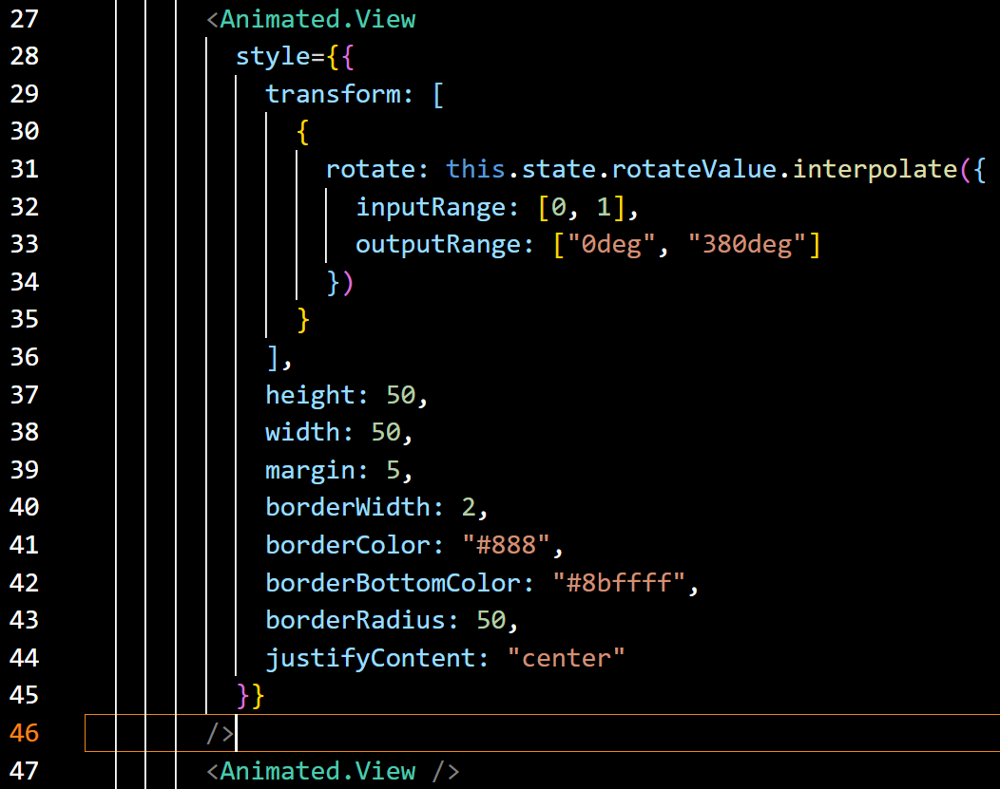 27 <Animated.View
28 style={{
29 transform: [
30 {
31 rotate: this.state.rotateValue.interpolate({
32 inputRange: [0, 1],
33 outputRange: ["0deg", "380deg"]
34 })
35 }
36 ],
37 height: 50,
38 width: 50,
39 margin: 5,
40 borderWidth: 2,
41 borderColor: "#888",
42 borderBottomColor: "#8bffff",
43 borderRadius: 50,
44 justifyContent: "center"
45 }}
46 />
47 <Animated.View />